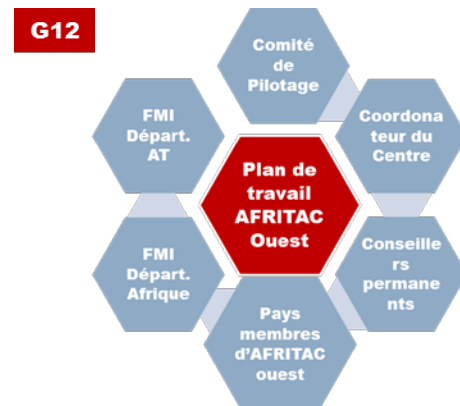 G12
Comité
de
Pilotage
FMI
Départ.
AT
Coordona
teur du
Centre
Plan de
travail
AFRITAC
Ouest
FMI
Départ.
Afrique
Conseille
rs
permane
nts
Pays
membres
d'AFRITAC
ouest